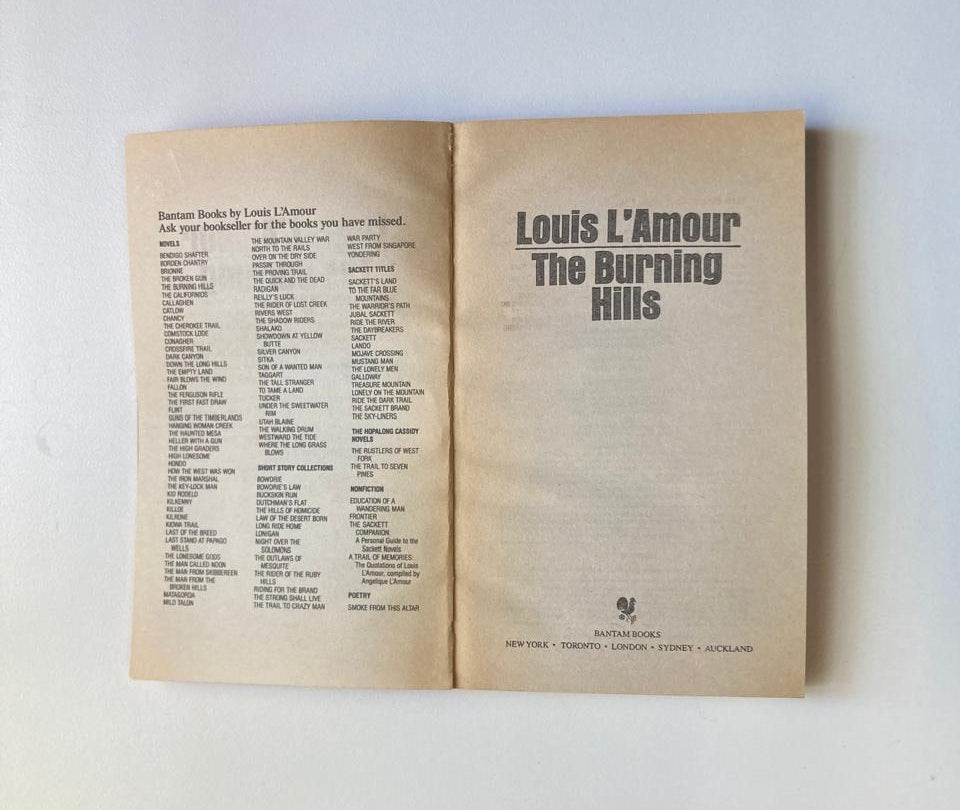 Bantam Books by Louis L'Amour
Ask your bookseller for the books you have missed.
NOVELS
BENDIGO SHAFTER
BORDEN CHANTRY
BRIONNE
THE BROKEN GUN
THE BURNING HILLS
THE CALIFORNIOS
CALLAGHEN
CATLOW
CHANCY
THE CHEROKEE TRAIL
COMSTOCK LODE
CONAGHER
CROSSFIRE TRAIL
DARK CANYON
DOWN THE LONG HILLS
THE EMPTY LAND
FAIR BLOWS THE WIND
FALLON
THE FERGUSON RIFLE
THE FIRST FAST DRAW
FLINT
GUNS OF THE TIMBERLANDS
HANGING WOMAN CREEK
THE HAUNTED MESA
HELLER WITH A GUN
THE HIGH GRADERS
HIGH LONESOME
HONDO
HOW THE WEST WAS WON
THE IRON MARSHAL
THE KEY-LOCK MAN
KID RODELO
KILKENNY
KILLOE
KILRONE
KIOWA TRAIL
LAST OF THE BREED
LAST STAND AT PAPAGO
WELLS
THE LONESOME GODS
THE MAN CALLED NOON
THE MAN FROM SKIBBEREEN
THE MAN FROM THE
BROKEN HILLS
MATAGORDA
MILO TALON
THE MOUNTAIN VALLEY WAR
NORTH TO THE RAILS
OVER ON THE DRY SIDE
PASSIN' THROUGH
THE PROVING TRAIL
THE QUICK AND THE DEAD
RADIGAN
REILLY'S LUCK
THE RIDER OF LOST CREEK
RIVERS WEST
THE SHADOW RIDERS
SHALAKO
SHOWDOWN AT YELLOW
BUTTE
SILVER CANYON
SITKA
SON OF A WANTED MAN
TAGGART
THE TALL STRANGER
TO TAME A LAND
TUCKER
UNDER THE SWEETWATER
RIM
UTAH BLAINE
THE WALKING DRUM
WESTWARD THE TIDE
WHERE THE LONG GRASS
BLOWS
SHORT STORY COLLECTIONS
BOWDRIE
BOWDRIE'S LAW
BUCKSKIN RUN
DUTCHMAN'S FLAT
THE HILLS OF HOMICIDE
LAW OF THE DESERT BORN
LONG RIDE HOME
LONIGAN
NIGHT OVER THE
SOLOMONS
THE OUTLAWS OF
MESQUITE
THE RIDER OF THE RUBY
HILLS
RIDING FOR THE BRAND
THE STRONG SHALL LIVE
THE TRAIL TO CRAZY MAN
WAR PARTY
WEST FROM SINGAPORE
YONDERING
SACKETT TITLES
SACKETT'S LAND
TO THE FAR BLUE
MOUNTAINS
THE WARRIOR'S PATH
JUBAL SACKETT
RIDE THE RIVER
THE DAYBREAKERS
SACKETT
LANDO
MOJAVE CROSSING
MUSTANG MAN
THE LONELY MEN
GALLOWAY
TREASURE MOUNTAIN
LONELY ON THE MOUNTAIN
RIDE THE DARK TRAIL
THE SACKETT BRAND
THE SKY-LINERS
THE HOPALONG CASSIDY
NOVELS
THE RUSTLERS OF WEST
FORK
THE TRAIL TO SEVEN
PINES
NONFICTION
EDUCATION OF A
WANDERING MAN
FRONTIER
THE SACKETT
COMPANION:
A Personal Guide to the
Sackett Novels
A TRAIL OF MEMORIES:
The Quotations of Louis
L'Amour, compiled by
Angelique L'Amour
POETRY
SMOKE FROM THIS ALTAR
Louis L'Amour
The Burning
Hills
BANTAM BOOKS
NEW YORK • TORONTO • LONDON • SYDNEY • AUCKLAND